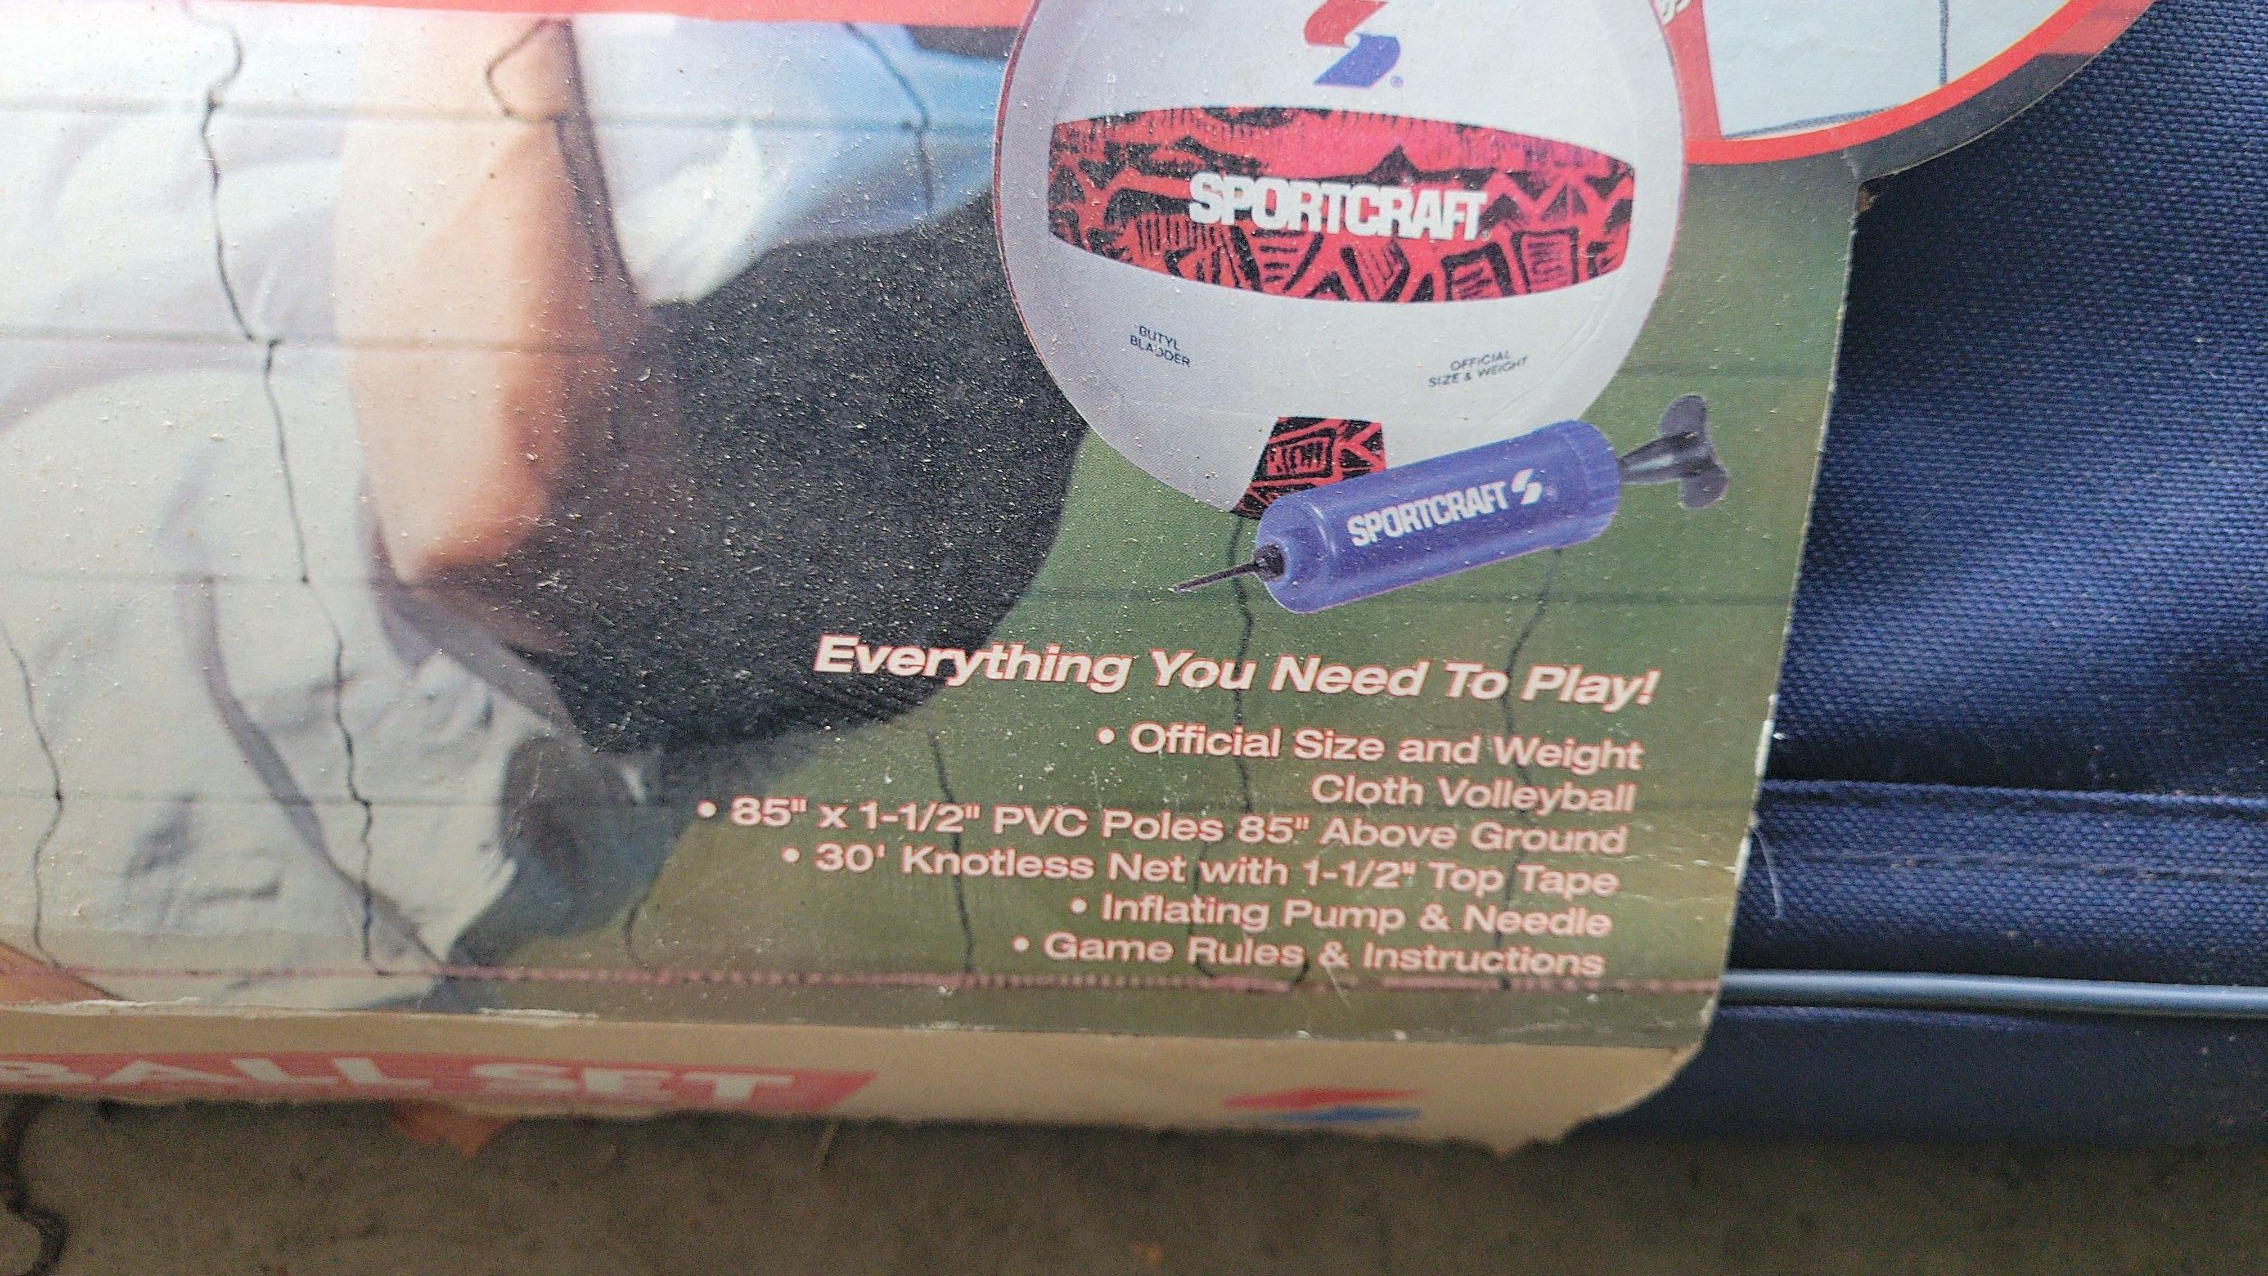 SPORTCRAFT
BUTYL
BLADDER
OFFICIAL
SIZE & WEIGHT
SPORTCRAFT
Everything You Need To Play!
• Official Size and Weight
Cloth Volleyball
• 85" x 1-1/2" PVC Poles 85" Above Ground
• 30' Knotless Net with 1-1/2" Top Tape
• Inflating Pump & Needle
• Game Rules & Instructions
BALL SET